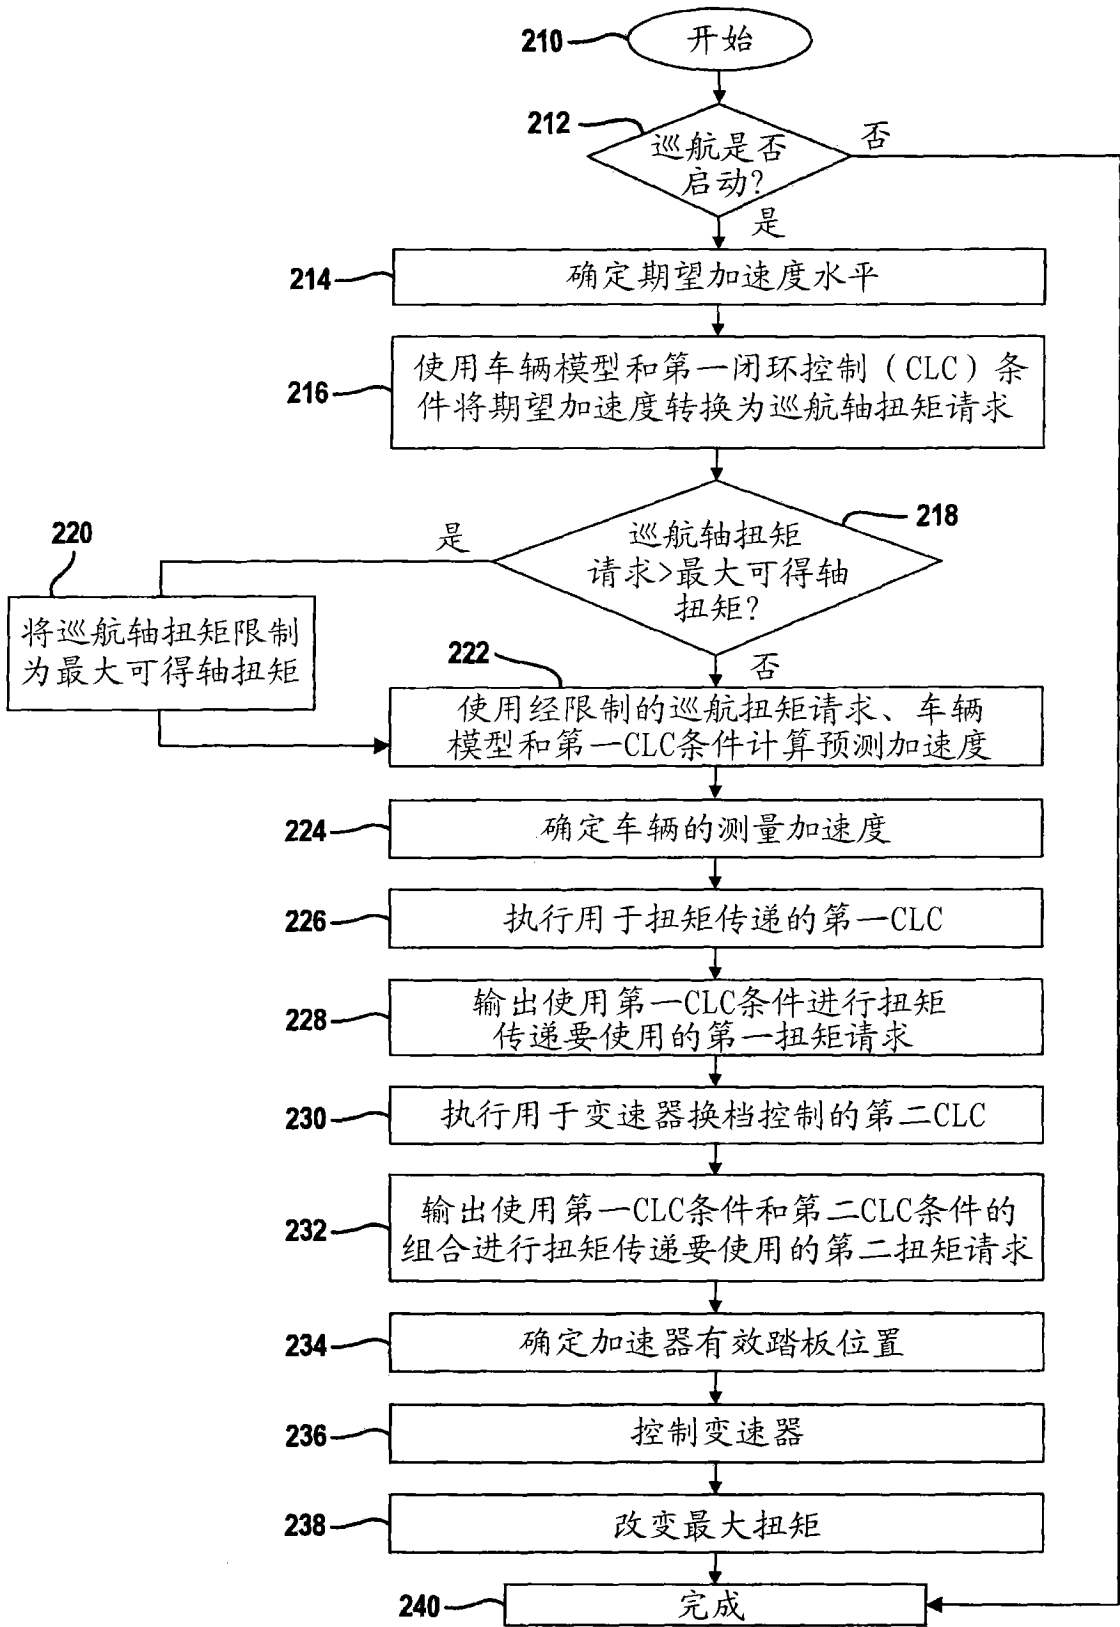 210
开始
212
巡航是否
启动?
否
是
214
确定期望加速度水平
216
使用车辆模型和第一闭环控制(CLC)条
件将期望加速度转换为巡航轴扭矩请求
218
巡航轴扭矩
请求>最大可得轴
扭矩?
是
否
220
将巡航轴扭矩限制
为最大可得轴扭矩
222
使用经限制的巡航扭矩请求、车辆
模型和第一CLC条件计算预测加速度
224
确定车辆的测量加速度
226
执行用于扭矩传递的第一CLC
228
输出使用第一CLC条件进行扭矩
传递要使用的第一扭矩请求
230
执行用于变速器换档控制的第二CLC
232
输出使用第一CLC条件和第二CLC条件的
组合进行扭矩传递要使用的第二扭矩请求
234
确定加速器有效踏板位置
236
控制变速器
238
改变最大扭矩
240
完成